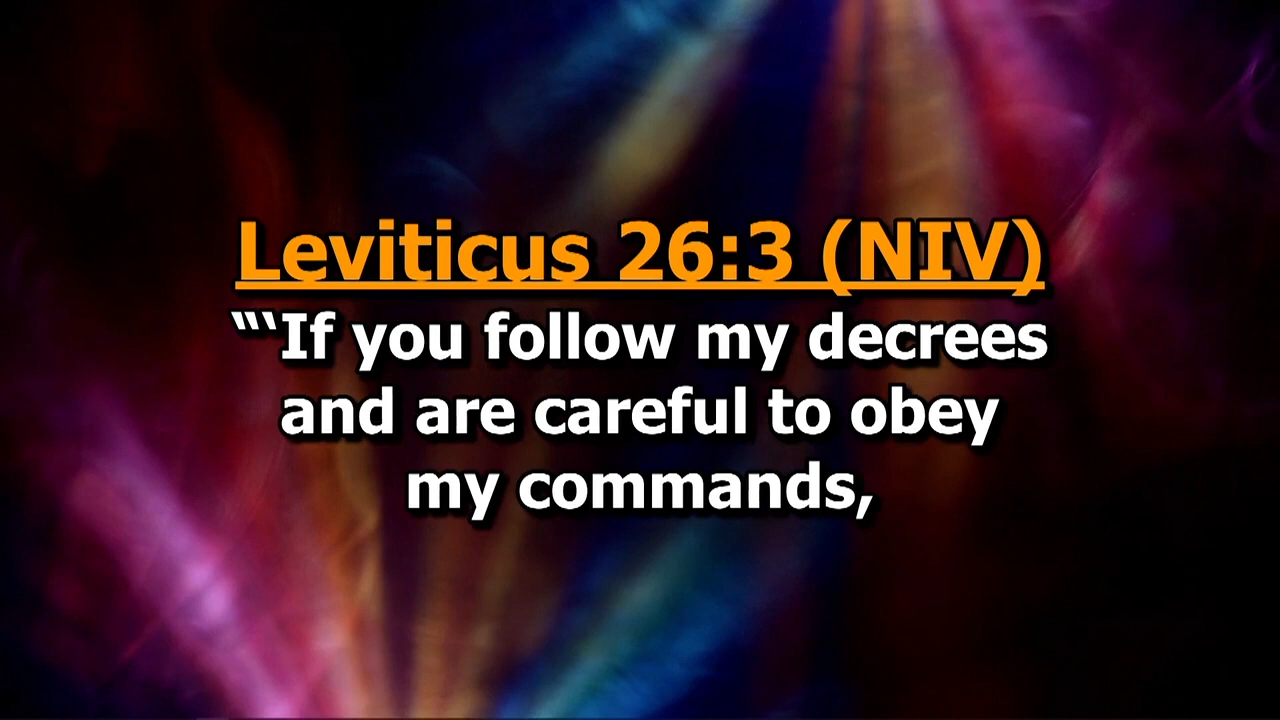 Leviticus 26:3 (NIV)
“‘If you follow my decrees
and are careful to obey
my commands,